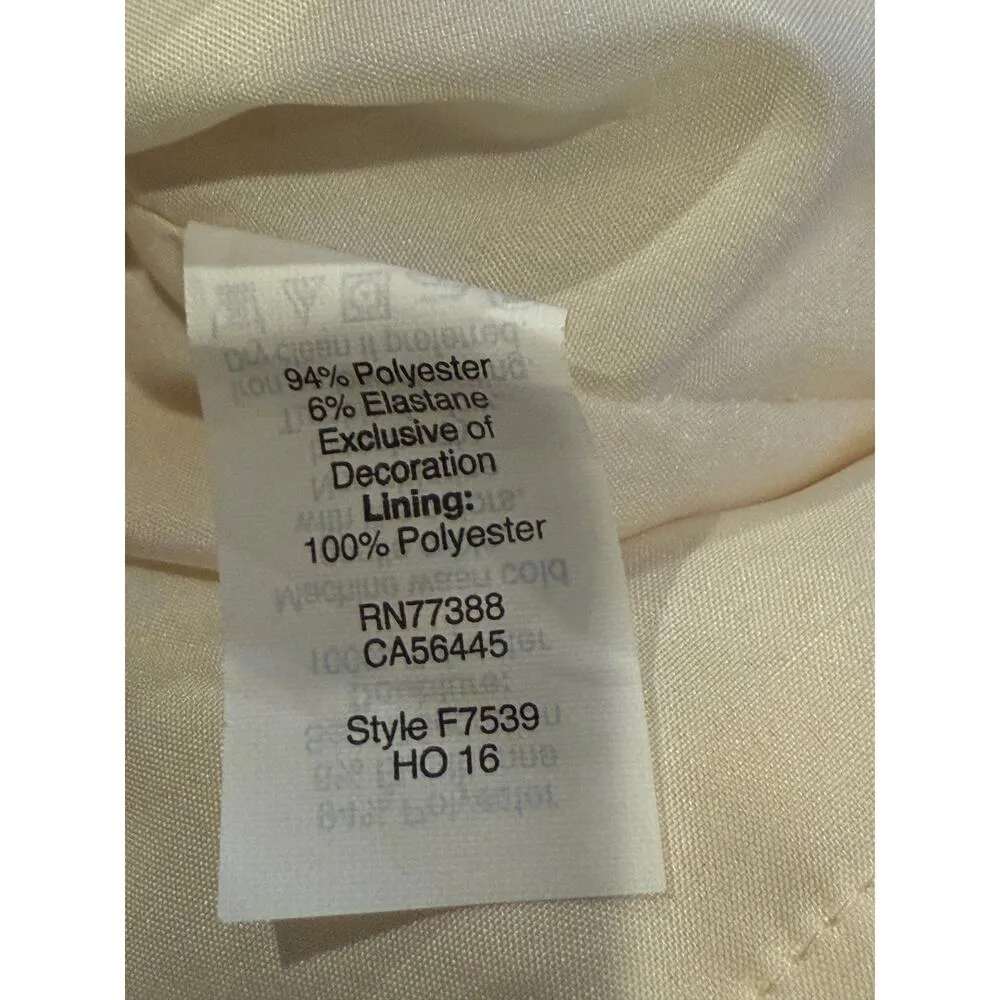 94% Polyester
6% Elastane
Exclusive of
Decoration
Lining:
100% Polyester
RN77388
CA56445
Style F7539
HO 16